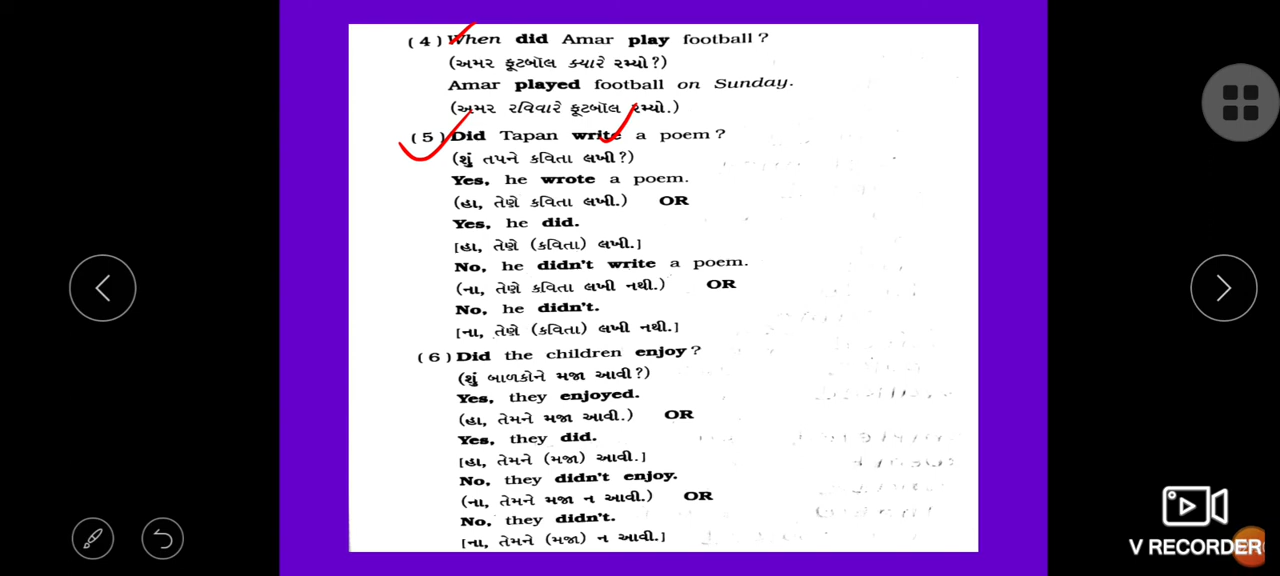 (4) When did Amar play football?
(અમર ફૂટબૉલ ક્યારે રમ્યો?)
Amar played football on Sunday.
(અમર રવિવારે ફૂટબૉલ રમ્યો.)
(5) Did Tapan write a poem?
(શું તપને કવિતા લખી?)
Yes, he wrote a poem.
(હા, તેણે કવિતા લખી.) OR
Yes, he did.
[હા, તેણે (કવિતા) લખી.]
No, he didn't write a poem.
(ના, તેણે કવિતા લખી નથી.) OR
No, he didn't.
[ના, તેણે (કવિતા) લખી નથી.]
(6) Did the children enjoy?
(શું બાળકોને મજા આવી?)
Yes, they enjoyed.
(હા, તેમને મજા આવી.) OR
Yes, they did.
[હા, તેમને (મજા) આવી.]
No, they didn't enjoy.
(ના, તેમને મજા ન આવી.) OR
No, they didn't.
[ના, તેમને (મજા) ન આવી.]
V RECORDER